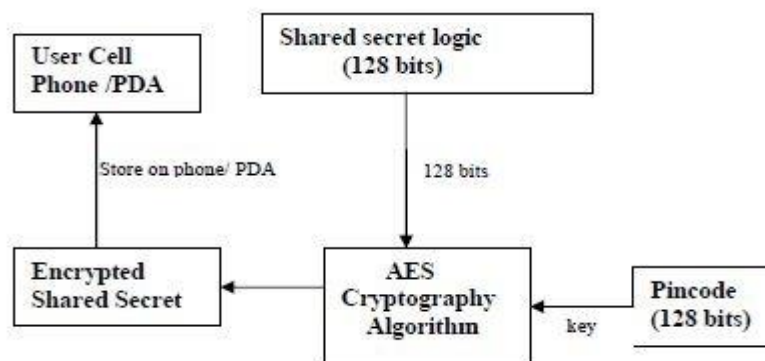 User Cell
Phone /PDA
Shared secret logic
(128 bits)
Store on phone/ PDA
128 bits
Encrypted
Shared Secret
AES
Cryptography
Algorithm
key
Pincode
(128 bits)